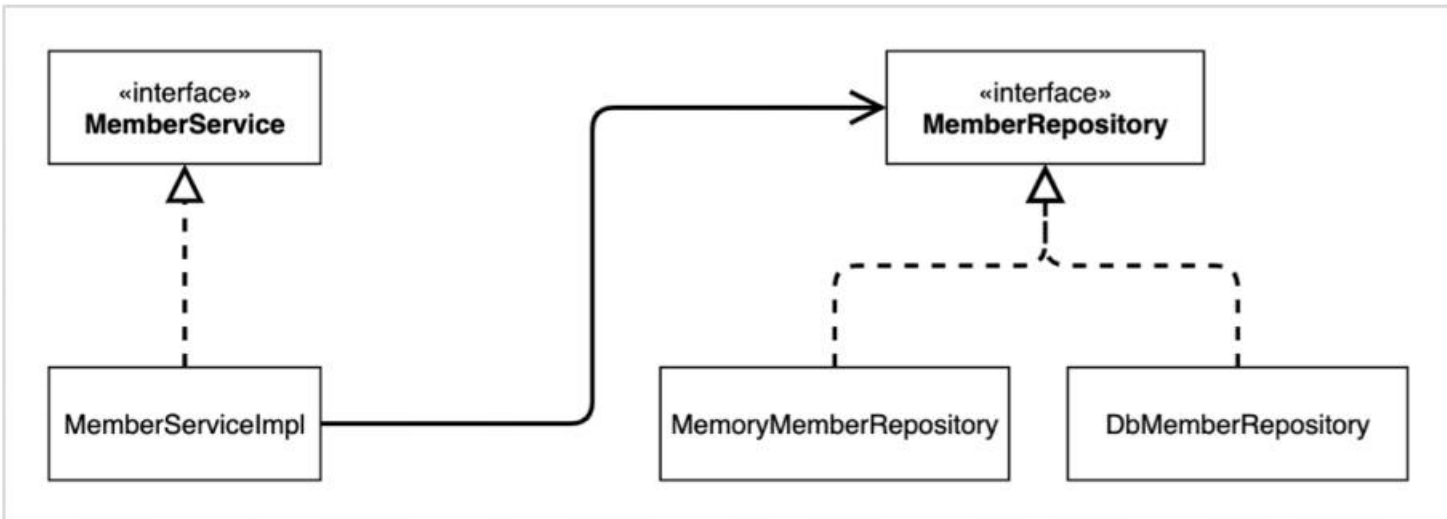 «interface»
MemberService
«interface»
MemberRepository
MemberServiceImpl
MemoryMemberRepository
DbMemberRepository